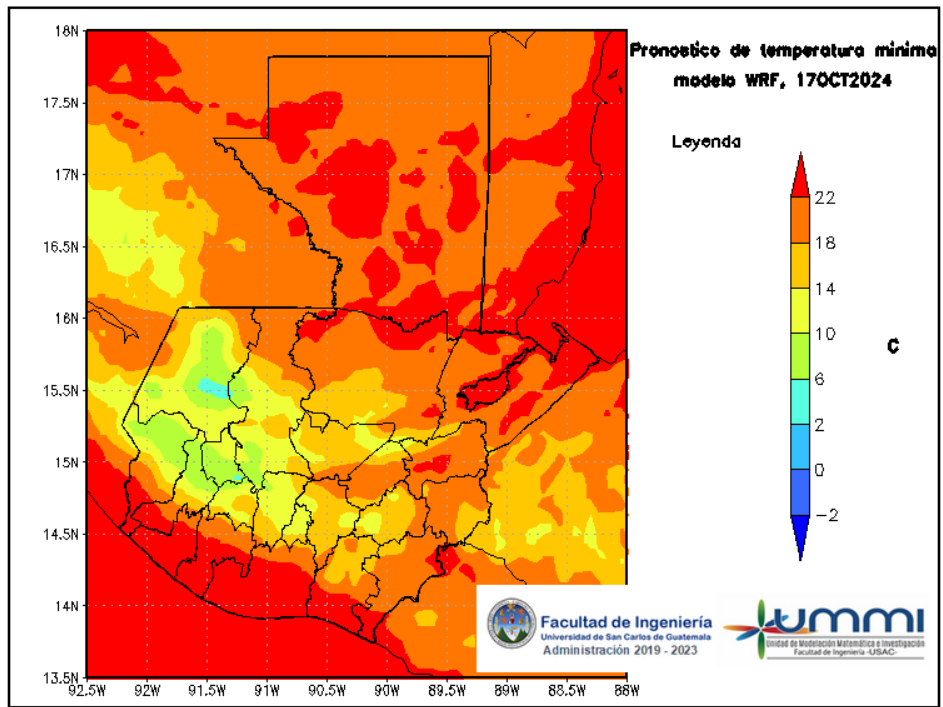 Pronostico de temperatura minima
modelo WRF, 17OCT2024
Leyenda
22
18
14
10
6
2
0
-2
C
18N
17.5N
17N
16.5N
16N
15.5N
15N
14.5N
14N
13.5N
92.5W 92W 91.5W 91W 90.5W 90W 89.5W 89W 88.5W 88W
Facultad de Ingeniería
Universidad de San Carlos de Guatemala
Administración 2019 - 2023
ummi
Unidad de Modelación Matemática e Investigación
Facultad de Ingeniería -USAC-